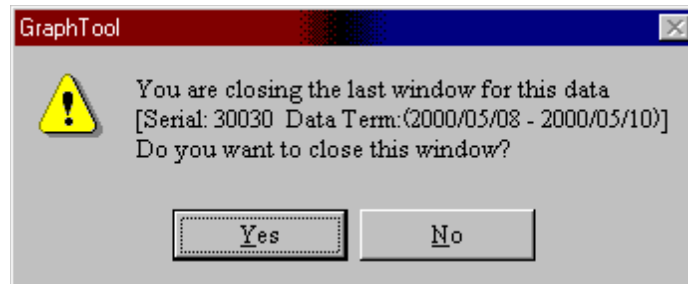 GraphTool
You are closing the last window for this data
[Serial: 30030 Data Term:(2000/05/08 - 2000/05/10)]
Do you want to close this window?
Yes
No